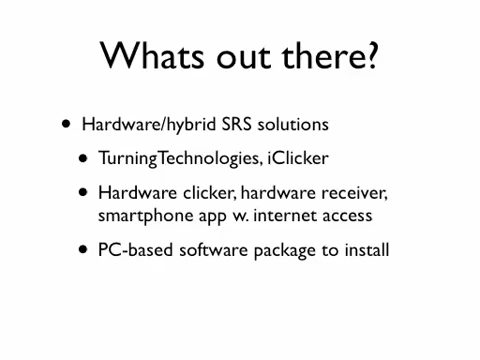 Whats out there?
• Hardware/hybrid SRS solutions
• TurningTechnologies, iClicker
• Hardware clicker, hardware receiver,
smartphone app w. internet access
• PC-based software package to install